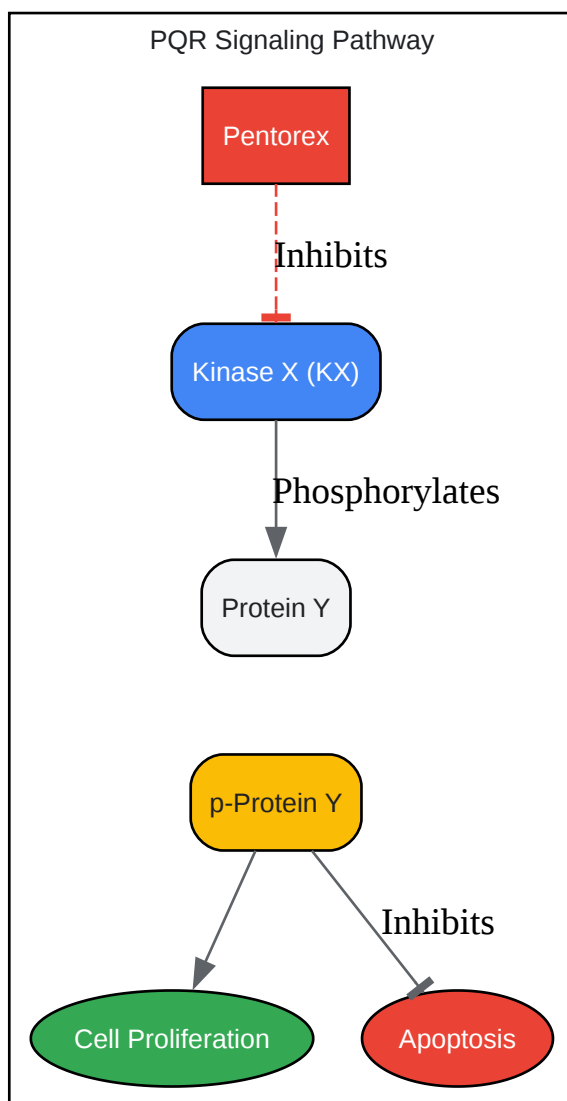 PQR Signaling Pathway
Pentorex
Inhibits
Kinase X (KX)
Phosphorylates
Protein Y
p-Protein Y
Inhibits
Cell Proliferation
Apoptosis